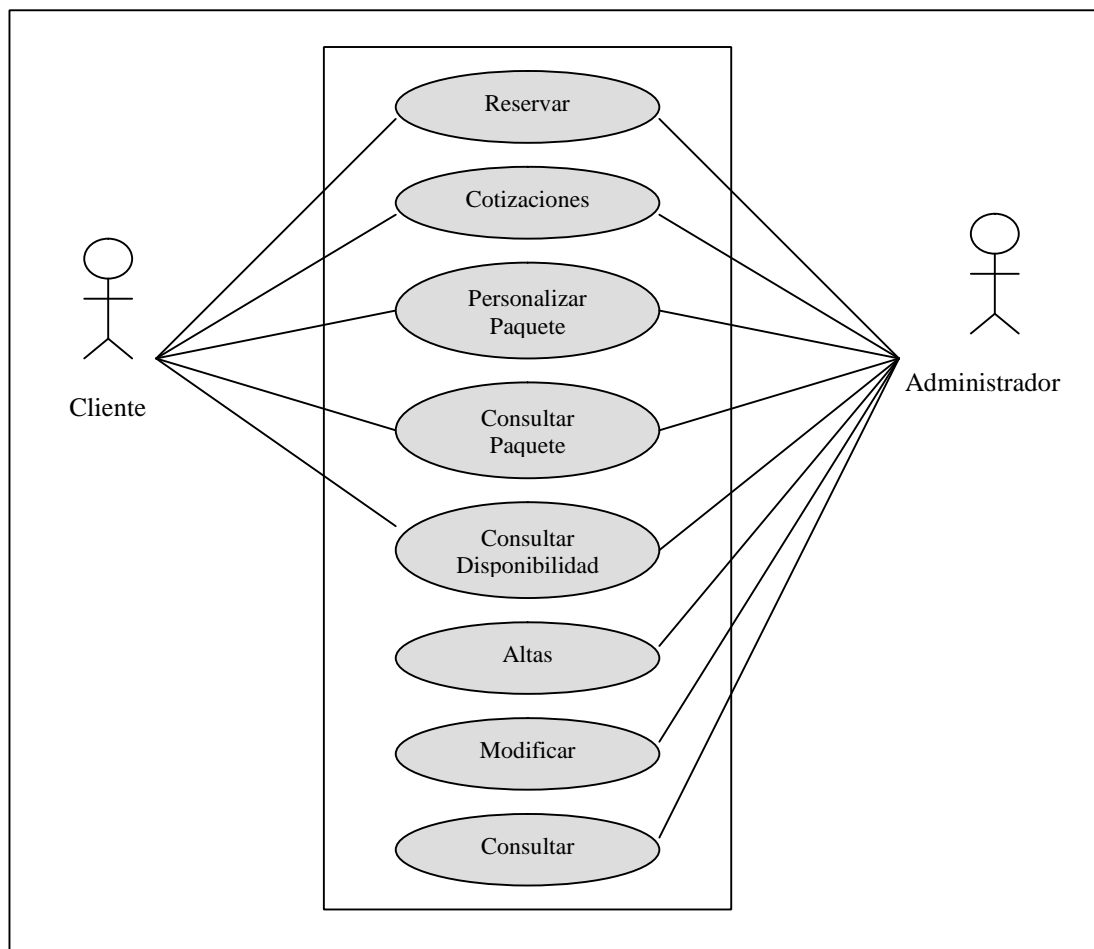 Reservar
Cotizaciones
Personalizar
Paquete
Cliente
Administrador
Consultar
Paquete
Consultar
Disponibilidad
Altas
Modificar
Consultar